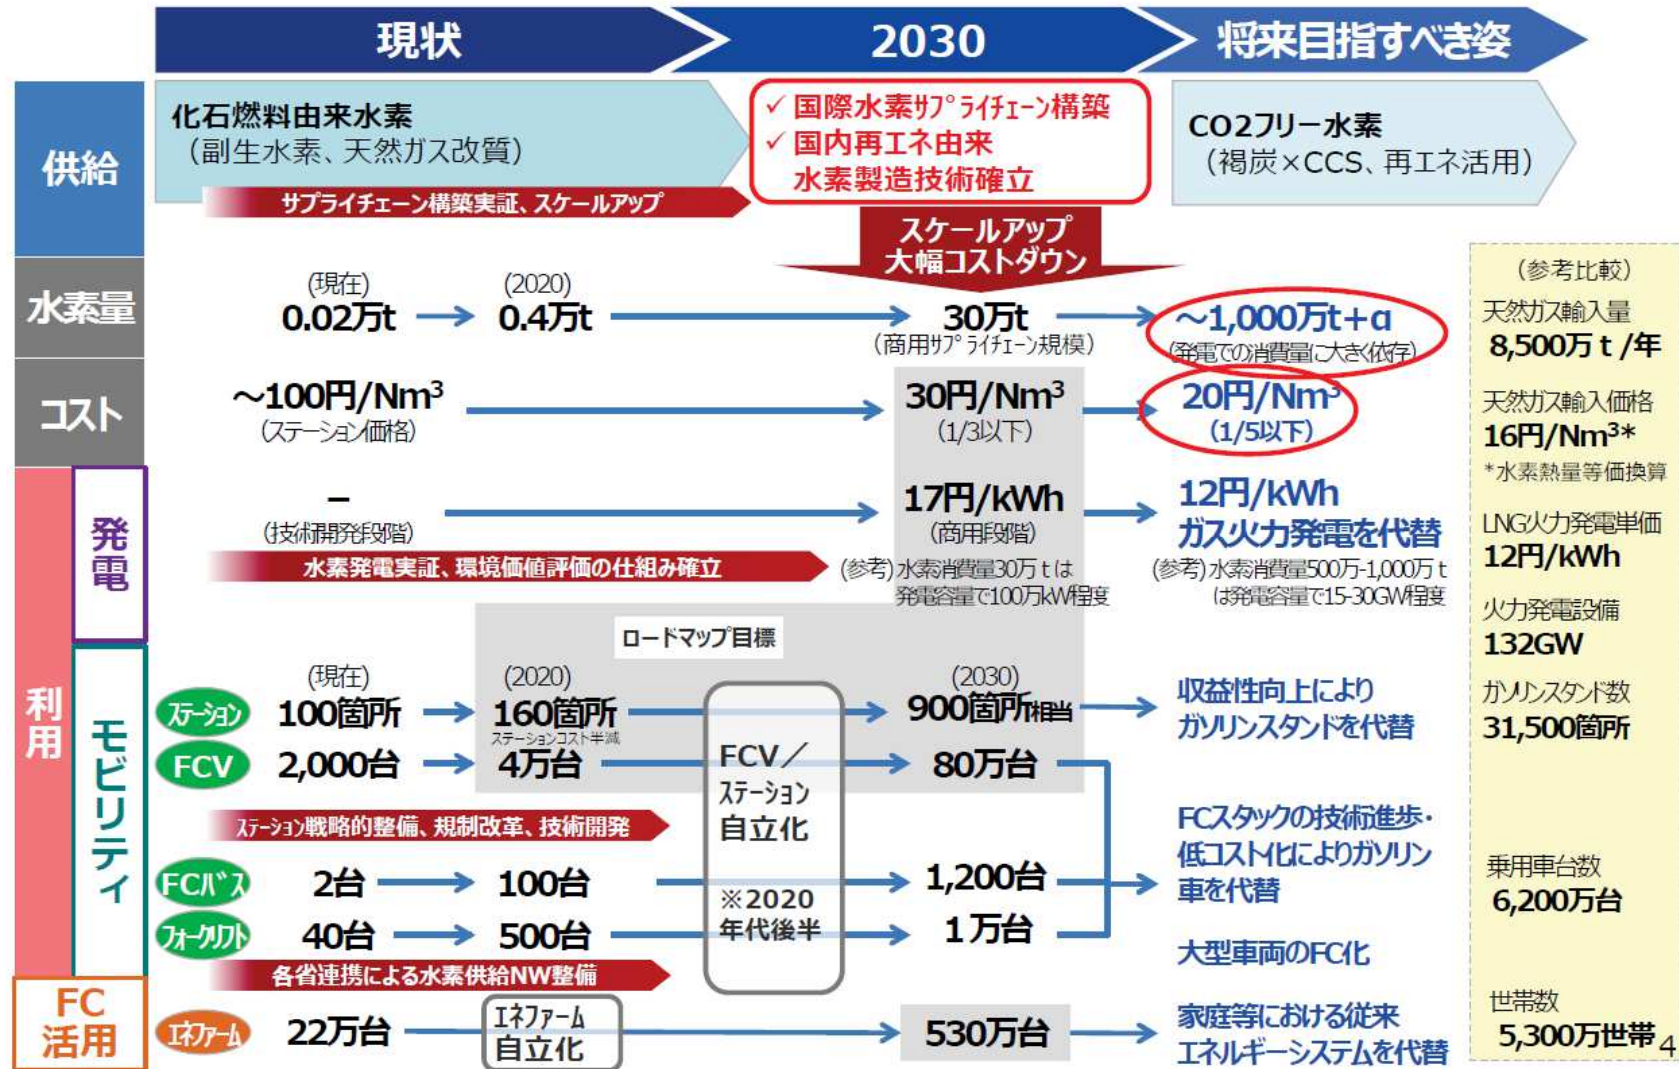 現状
2030
将来目指すべき姿
供給
化石燃料由来水素
（副生水素、天然ガス改質）
サプライチェーン構築実証、スケールアップ
✓ 国際水素ｻﾌﾟﾗｲﾁｪｰﾝ構築
✓ 国内再エネ由来
水素製造技術確立
スケールアップ
大幅コストダウン
CO2フリー水素
（褐炭×CCS、再エネ活用）
水素量
(現在)
0.02万t
(2020)
0.4万t
30万t
（商用ｻﾌﾟﾗｲﾁｪｰﾝ規模）
～1,000万t+α
(発電での消費量に大きく依存)
コスト
～100円/Nm³
（ステーション価格）
30円/Nm³
（1/3以下）
20円/Nm³
（1/5以下）
利用
発電
－
（技術開発段階）
水素発電実証、環境価値評価の仕組み確立
17円/kWh
（商用段階）
(参考) 水素消費量30万ｔは
発電容量で100万kW程度
12円/kWh
ガス火力発電を代替
(参考) 水素消費量500万-1,000万ｔ
は発電容量で15-30GW程度
ロードマップ目標
モビリティ
ｽﾃｰｼｮﾝ
(現在)
100箇所
(2020)
160箇所
ステーションコスト半減
(2030)
900箇所相当
収益性向上により
ガソリンスタンドを代替
FCV
2,000台
4万台
80万台
FCV／
ｽﾃｰｼｮﾝ
自立化
※2020
年代後半
ｽﾃｰｼｮﾝ戦略的整備、規制改革、技術開発
FCスタックの技術進歩・
低コスト化によりガソリン
車を代替
FCﾊﾞｽ
2台
100台
1,200台
ﾌｫｰｸﾘﾌﾄ
40台
500台
1万台
大型車両のFC化
各省連携による水素供給NW整備
FC
活用
ｴﾈﾌｧｰﾑ
22万台
ｴﾈﾌｧｰﾑ
自立化
530万台
家庭等における従来
エネルギーシステムを代替
（参考比較）
天然ガス輸入量
8,500万ｔ/年
天然ガス輸入価格
16円/Nm³*
*水素熱量等価換算
LNG火力発電単価
12円/kWh
火力発電設備
132GW
ガソリンスタンド数
31,500箇所
乗用車台数
6,200万台
世帯数
5,300万世帯
4